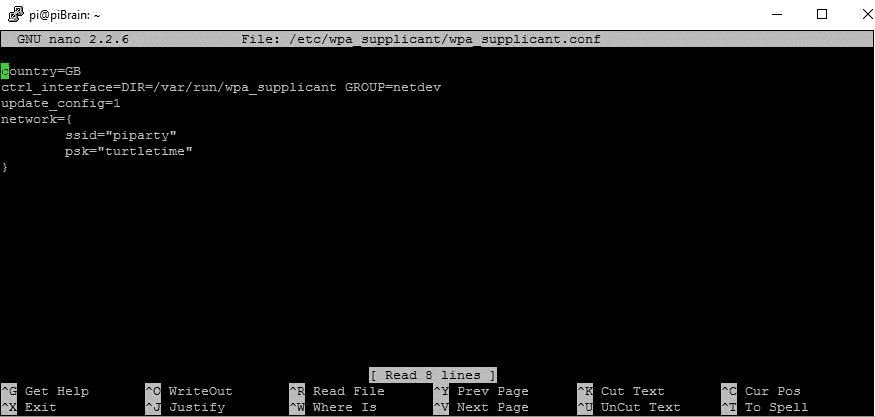 pi@piBrain: ~
GNU nano 2.2.6 File: /etc/wpa_supplicant/wpa_supplicant.conf
country=GB
ctrl_interface=DIR=/var/run/wpa_supplicant GROUP=netdev
update_config=1
network={
        ssid="piparty"
        psk="turtletime"
}
[ Read 8 lines ]
^G Get Help ^O WriteOut ^R Read File ^Y Prev Page ^K Cut Text ^C Cur Pos
^X Exit ^J Justify ^W Where Is ^V Next Page ^U UnCut Text ^T To Spell